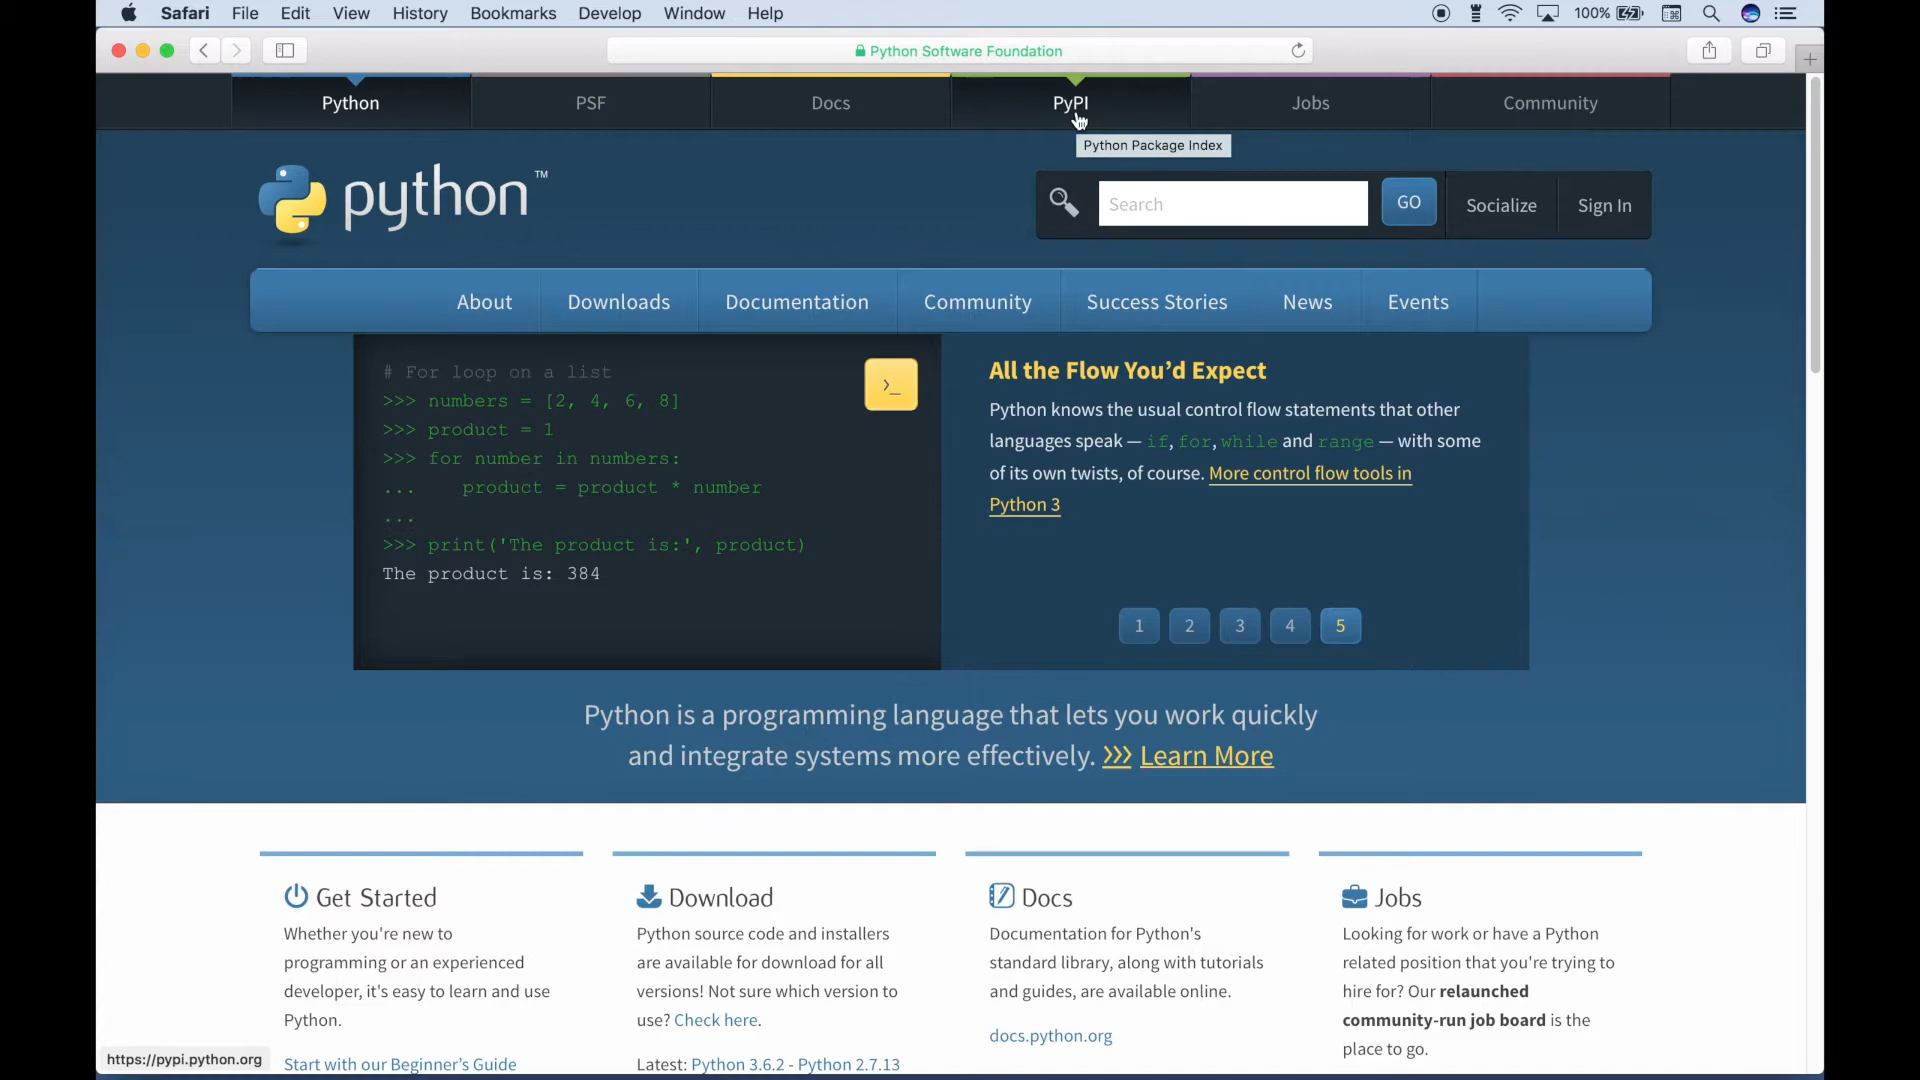 Safari File Edit View History Bookmarks Develop Window Help 100%
Python Software Foundation
Python PSF Docs PyPI Jobs Community
Python Package Index
python™
Search GO Socialize Sign In
About Downloads Documentation Community Success Stories News Events
# For loop on a list
>>> numbers = [2, 4, 6, 8]
>>> product = 1
>>> for number in numbers:
...    product = product * number
...
>>> print('The product is:', product)
The product is: 384
>_
All the Flow You’d Expect
Python knows the usual control flow statements that other
languages speak — if, for, while and range — with some
of its own twists, of course. More control flow tools in
Python 3
1 2 3 4 5
Python is a programming language that lets you work quickly
and integrate systems more effectively. >>> Learn More
Get Started
Whether you're new to
programming or an experienced
developer, it's easy to learn and use
Python.
Start with our Beginner’s Guide
Download
Python source code and installers
are available for download for all
versions! Not sure which version to
use? Check here.
Latest: Python 3.6.2 - Python 2.7.13
Docs
Documentation for Python's
standard library, along with tutorials
and guides, are available online.
docs.python.org
Jobs
Looking for work or have a Python
related position that you're trying to
hire for? Our relaunched
community-run job board is the
place to go.
https://pypi.python.org